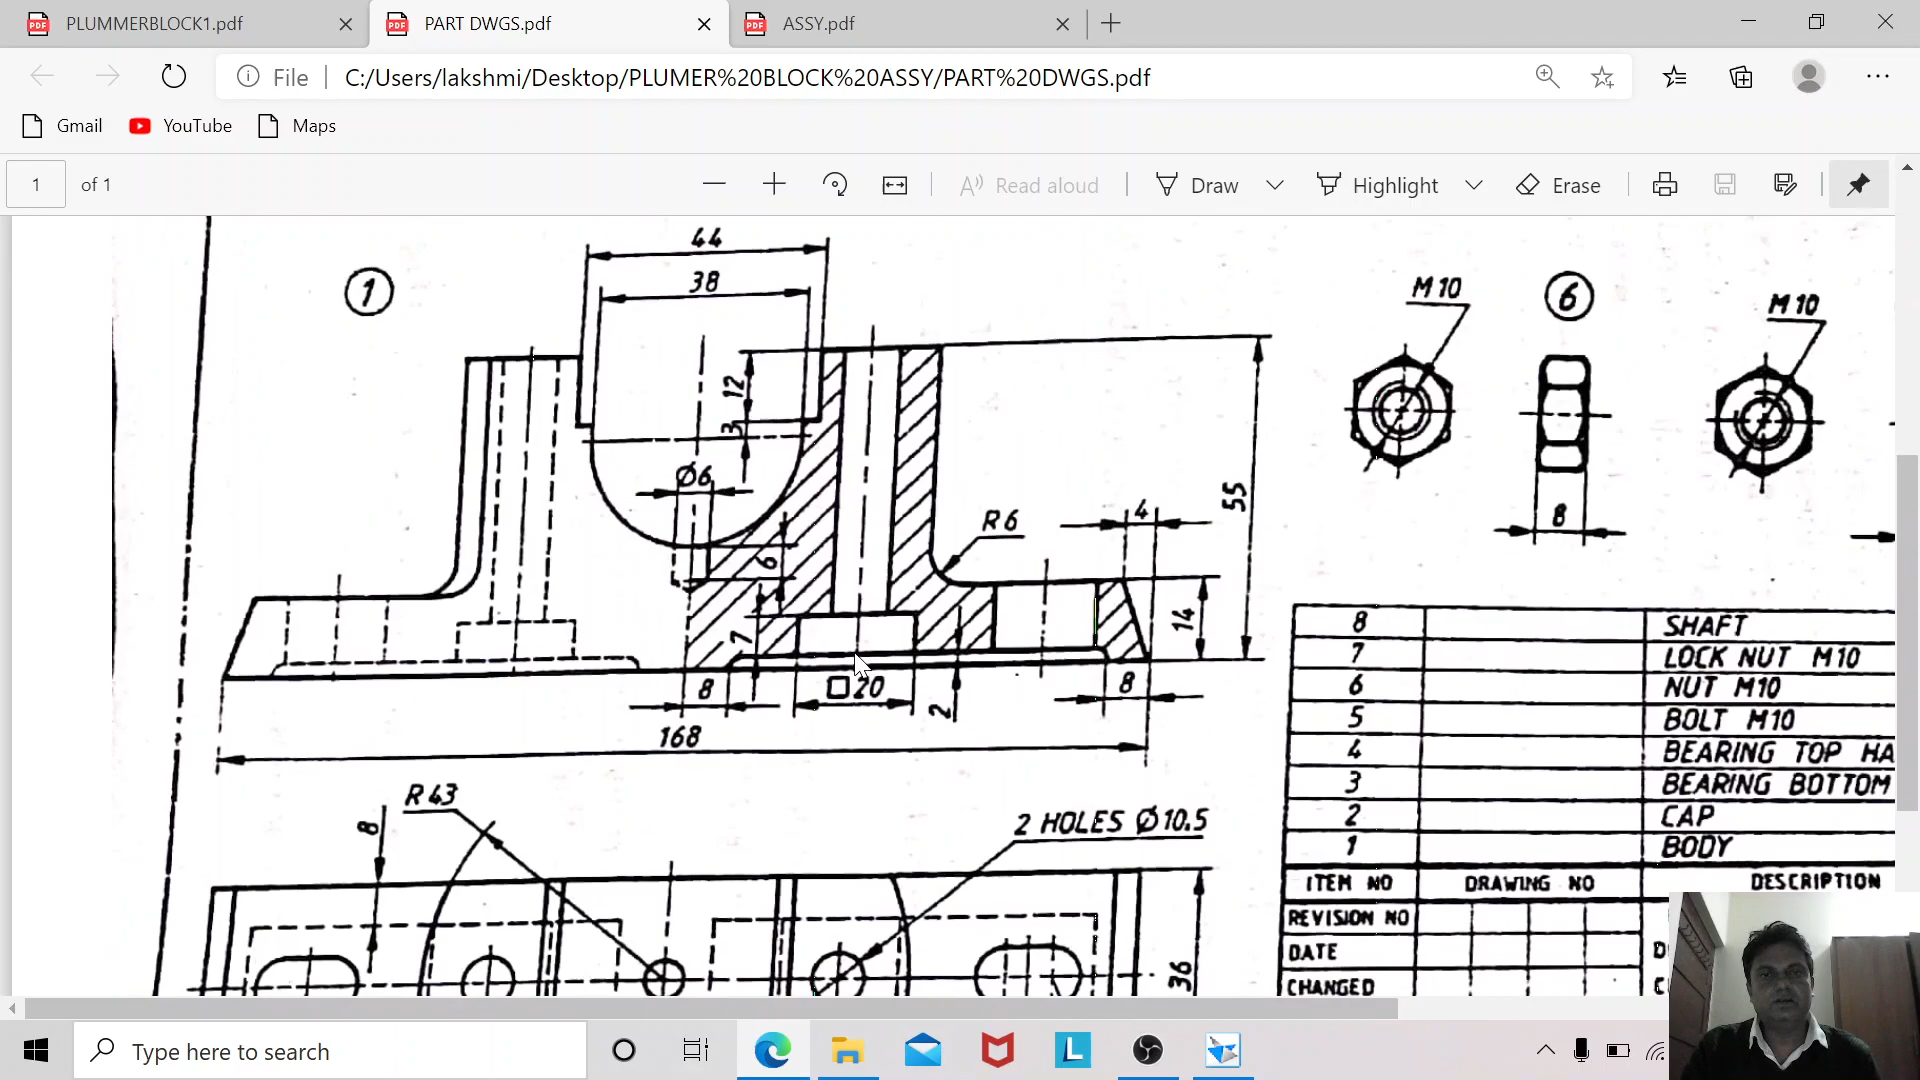 PLUMMERBLOCK1.pdf
PART DWGS.pdf
ASSY.pdf
File
C:/Users/lakshmi/Desktop/PLUMER%20BLOCK%20ASSY/PART%20DWGS.pdf
Gmail
YouTube
Maps
1 of 1
Read aloud
Draw
Highlight
Erase
44
38
1
12
3
Ø6
6
7
R6
4
55
14
8
□20
2
8
168
M10
6
M10
8
R43
8
2 HOLES Ø10.5
36
8 SHAFT
7 LOCK NUT M10
6 NUT M10
5 BOLT M10
4 BEARING TOP HA
3 BEARING BOTTOM
2 CAP
1 BODY
ITEM NO DRAWING NO DESCRIPTION
REVISION NO
DATE
CHANGED
Type here to search